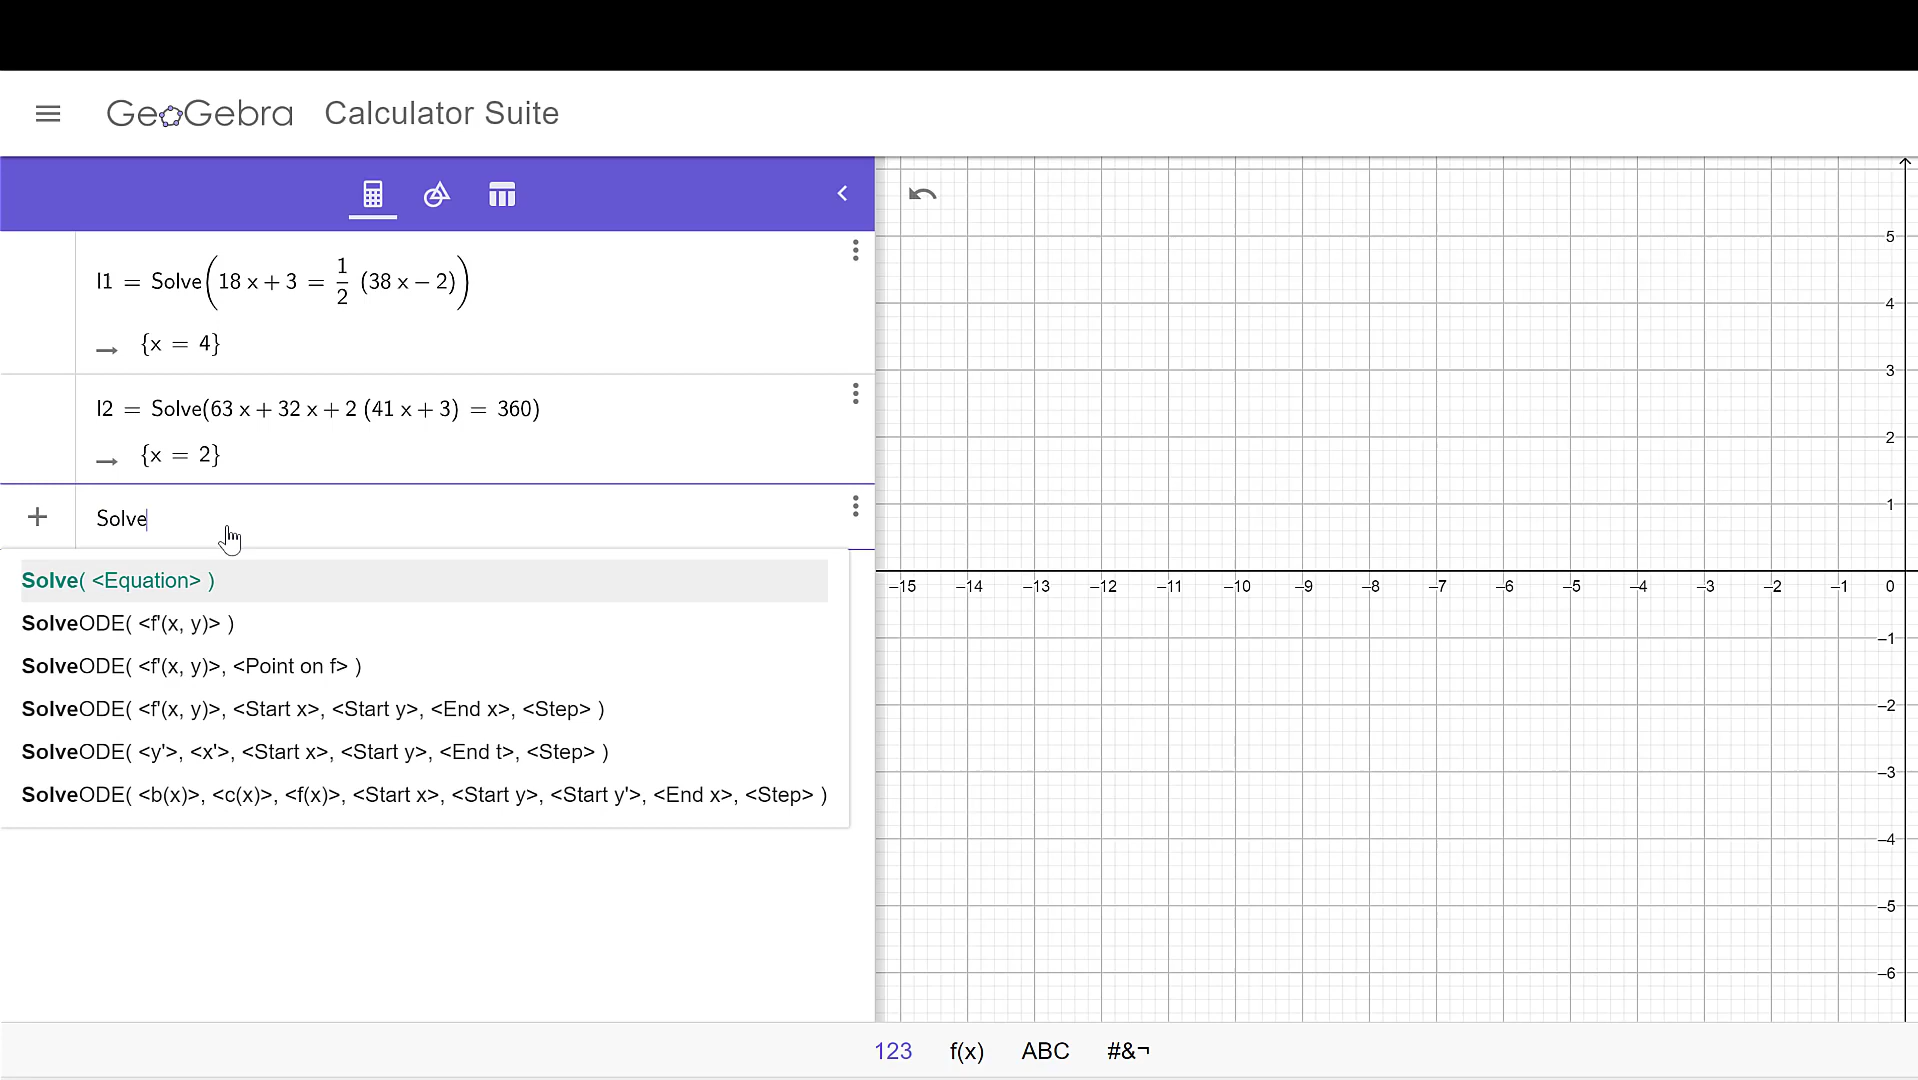 GeoGebra Calculator Suite
l1 = Solve(18 x + 3 = 1/2 (38 x − 2))
→ {x = 4}
l2 = Solve(63 x + 32 x + 2 (41 x + 3) = 360)
→ {x = 2}
+ Solve
Solve( <Equation> )
SolveODE( <f'(x, y)> )
SolveODE( <f'(x, y)>, <Point on f> )
SolveODE( <f'(x, y)>, <Start x>, <Start y>, <End x>, <Step> )
SolveODE( <y'>, <x'>, <Start x>, <Start y>, <End t>, <Step> )
SolveODE( <b(x)>, <c(x)>, <f(x)>, <Start x>, <Start y>, <Start y'>, <End x>, <Step> )
5
4
3
2
1
−15 −14 −13 −12 −11 −10 −9 −8 −7 −6 −5 −4 −3 −2 −1 0
−1
−2
−3
−4
−5
−6
123 f(x) ABC #&¬